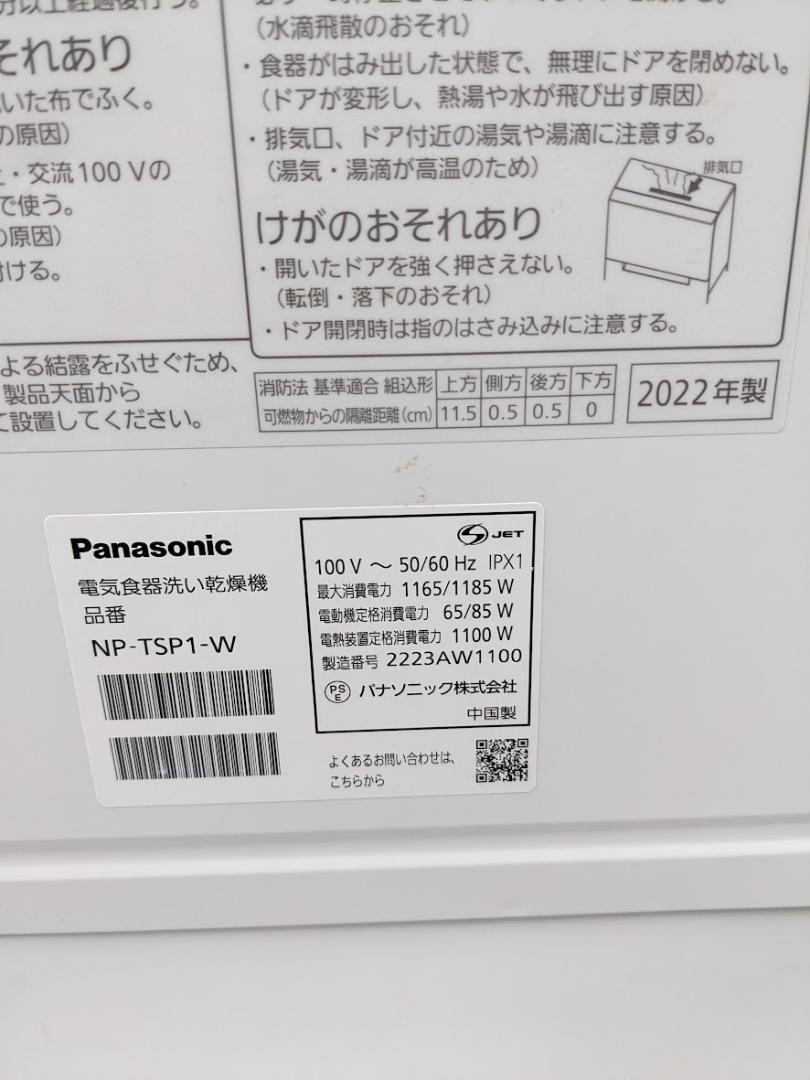 分以上経過後行う。
それあり
いた布でふく。
の原因）
・交流100 Vの
で使う。
の原因）
ける。
よる結露をふせぐため、
製品天面から
て設置してください。
（水滴飛散のおそれ）
・食器がはみ出した状態で、無理にドアを閉めない。
（ドアが変形し、熱湯や水が飛び出す原因）
・排気口、ドア付近の湯気や湯滴に注意する。
（湯気・湯滴が高温のため）
排気口
けがのおそれあり
・開いたドアを強く押さえない。
（転倒・落下のおそれ）
・ドア開閉時は指のはさみ込みに注意する。
消防法 基準適合 組込形 上方 側方 後方 下方
可燃物からの隔離距離(cm) 11.5 0.5 0.5 0
2022年製
Panasonic
電気食器洗い乾燥機
品番
NP-TSP1-W
JET
100 V ～ 50/60 Hz IPX1
最大消費電力 1165/1185 W
電動機定格消費電力 65/85 W
電熱装置定格消費電力 1100 W
製造番号 2223AW1100
PS
E
パナソニック株式会社
中国製
よくあるお問い合わせは、
こちらから